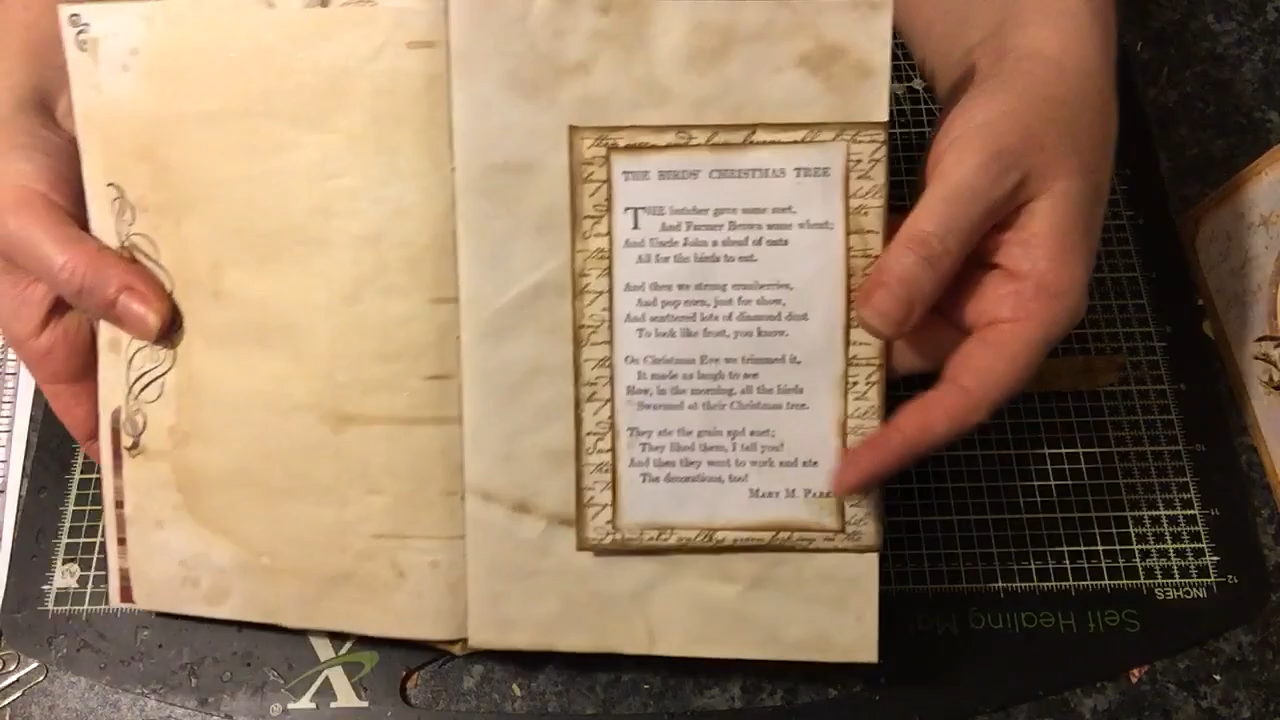 THE BIRDS' CHRISTMAS TREE
THE butcher gave some suet,
And Farmer Brown some wheat;
And Uncle John a sheaf of oats
All for the birds to eat.
And then we strung cranberries,
And pop corn, just for show,
And scattered lots of diamond dust
To look like frost, you know.
On Christmas Eve we trimmed it,
It made us laugh to see
How, in the morning, all the birds
Swarmed at their Christmas tree.
They ate the grain and suet;
They liked them, I tell you!
And then they went to work and ate
The decorations, too!
MARY M. PARK
INCHES
12
11
Self Healing Ma
X